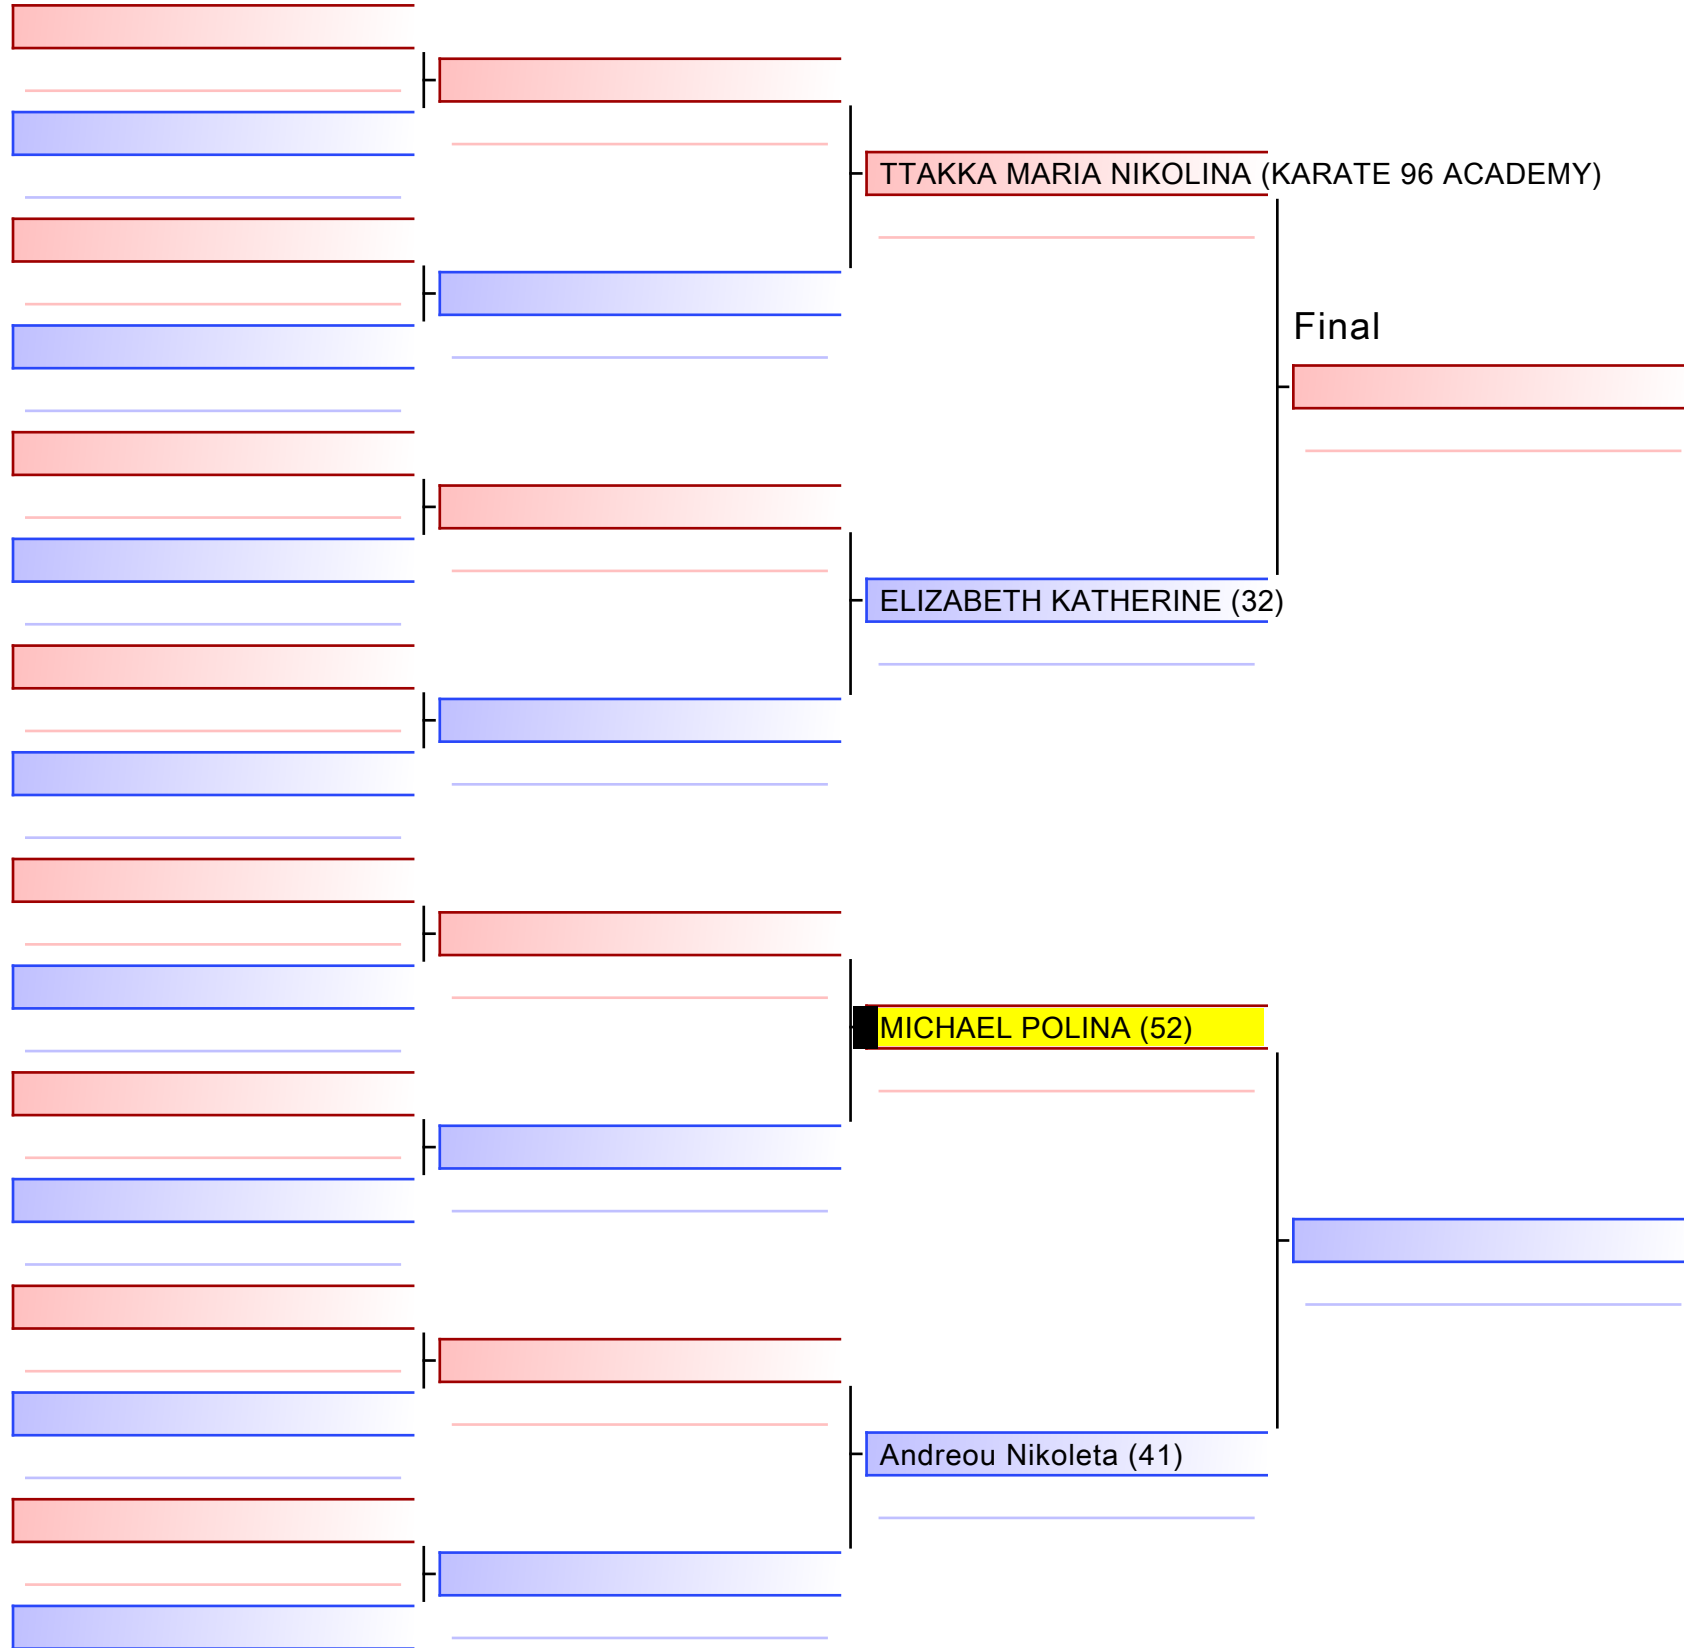 TTAKKA MARIA NIKOLINA (KARATE 96 ACADEMY)
Final
ELIZABETH KATHERINE (32)
MICHAEL POLINA (52)
Andreou Nikoleta (41)